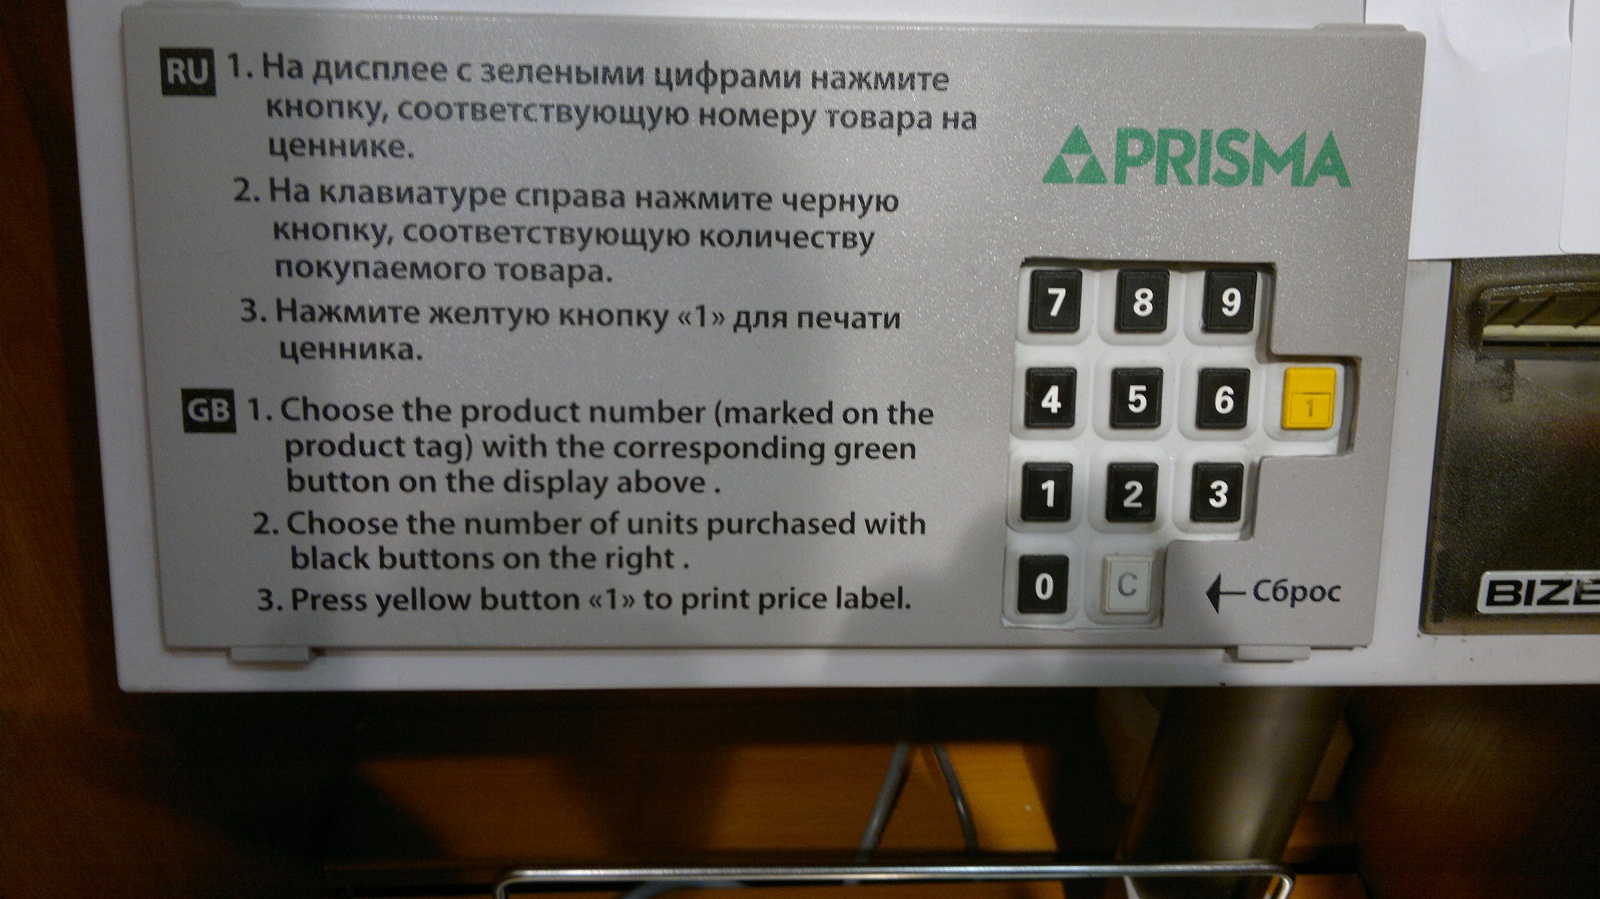 RU 1. На дисплее с зелеными цифрами нажмите
кнопку, соответствующую номеру товара на
ценнике.
2. На клавиатуре справа нажмите черную
кнопку, соответствующую количеству
покупаемого товара.
3. Нажмите желтую кнопку «1» для печати
ценника.
GB 1. Choose the product number (marked on the
product tag) with the corresponding green
button on the display above .
2. Choose the number of units purchased with
black buttons on the right .
3. Press yellow button «1» to print price label.
PRISMA
7 8 9
4 5 6 1
1 2 3
0 C Сброс